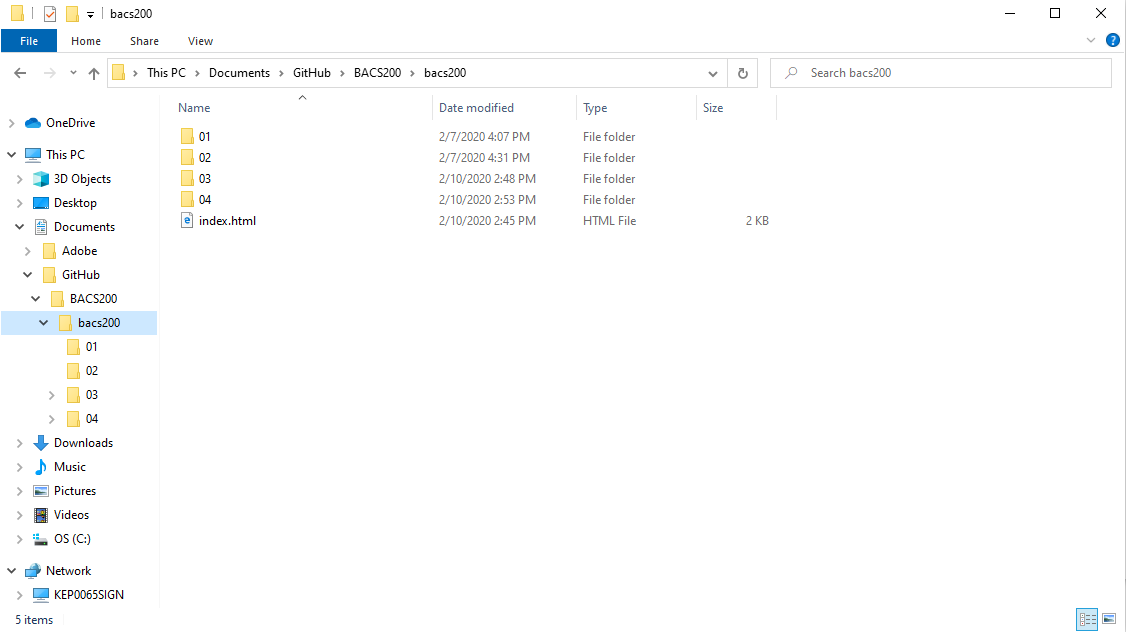 bacs200
File Home Share View
This PC Documents GitHub BACS200 bacs200 Search bacs200
Name Date modified Type Size
01 2/7/2020 4:07 PM File folder
02 2/7/2020 4:31 PM File folder
03 2/10/2020 2:48 PM File folder
04 2/10/2020 2:53 PM File folder
index.html 2/10/2020 2:45 PM HTML File 2 KB
OneDrive
This PC
3D Objects
Desktop
Documents
Adobe
GitHub
BACS200
bacs200
01
02
03
04
Downloads
Music
Pictures
Videos
OS (C:)
Network
KEP0065SIGN
5 items